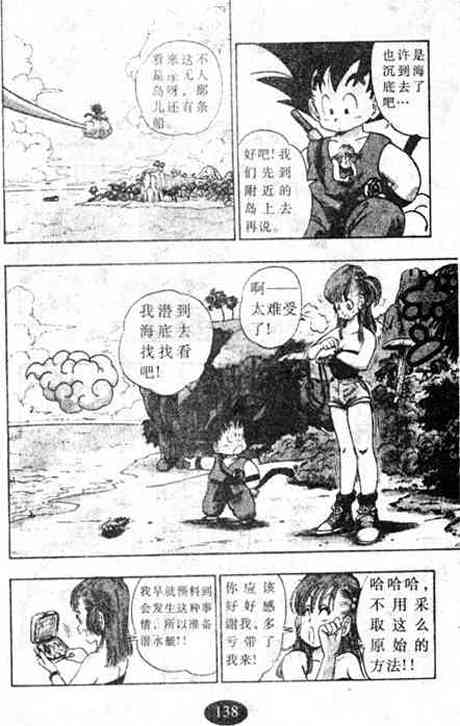 也许是
沉到海
底去了
吧…
好吧！我
们先到
附近的
岛上去
再说。
看来这不
是座无人
岛呀，那
儿还有条
船。
啊——
太难受
了！
我潜到
海底去
找找看
吧！
哈哈哈，
不用采
取这么
原始的
方法！！
你应该
好好感
谢我，多
亏带了
我来！
我早就预料到
会发生这种事
情，所以准备
潜水艇！！
138